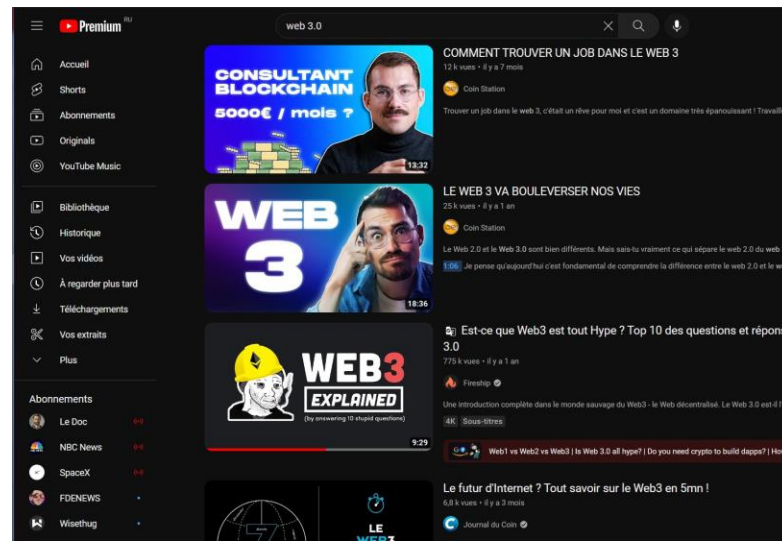 Premium RU
web 3.0
Accueil
Shorts
Abonnements
Originals
YouTube Music
Bibliothèque
Historique
Vos vidéos
À regarder plus tard
Téléchargements
Vos extraits
Plus
Abonnements
Le Doc
NBC News
SpaceX
FDENEWS
Wisethug
CONSULTANT
BLOCKCHAIN
5000€ / mois ?
13:32
COMMENT TROUVER UN JOB DANS LE WEB 3
12 k vues • il y a 7 mois
Coin Station
Trouver un job dans le web 3, c'était un rêve pour moi et c'est un domaine très épanouissant !
WEB
3
18:36
LE WEB 3 VA BOULEVERSER NOS VIES
25 k vues • il y a 1 an
Coin Station
Le Web 2.0 et le Web 3.0 sont bien différents. Mais sais-tu vraiment ce qui sépare le web 2.0 du web
1:06 Je pense qu'aujourd'hui c'est fondamental de comprendre la différence entre le web 2.0 et le
WEB3
EXPLAINED
(by answering 10 stupid questions)
9:29
Est-ce que Web3 est tout Hype ? Top 10 des questions et
3.0
775 k vues • il y a 1 an
Fireship
Une introduction complète dans le monde sauvage du Web3 - le Web décentralisé. Le Web 3.0 est-il
4K Sous-titres
Web1 vs Web2 vs Web3 | Is Web 3.0 all hype? | Do you need crypto to build dapps? |
LE
WEB3
Le futur d'Internet ? Tout savoir sur le Web3 en 5mn !
6,8 k vues • il y a 3 mois
Journal du Coin